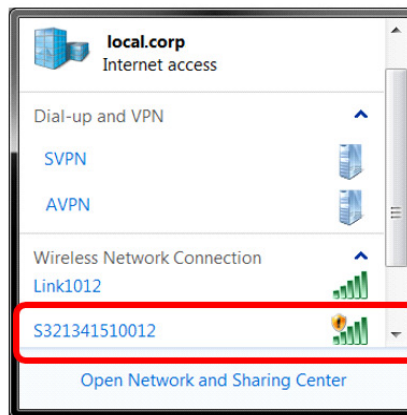 local.corp
Internet access
Dial-up and VPN
SVPN
AVPN
Wireless Network Connection
Link1012
S321341510012
Open Network and Sharing Center